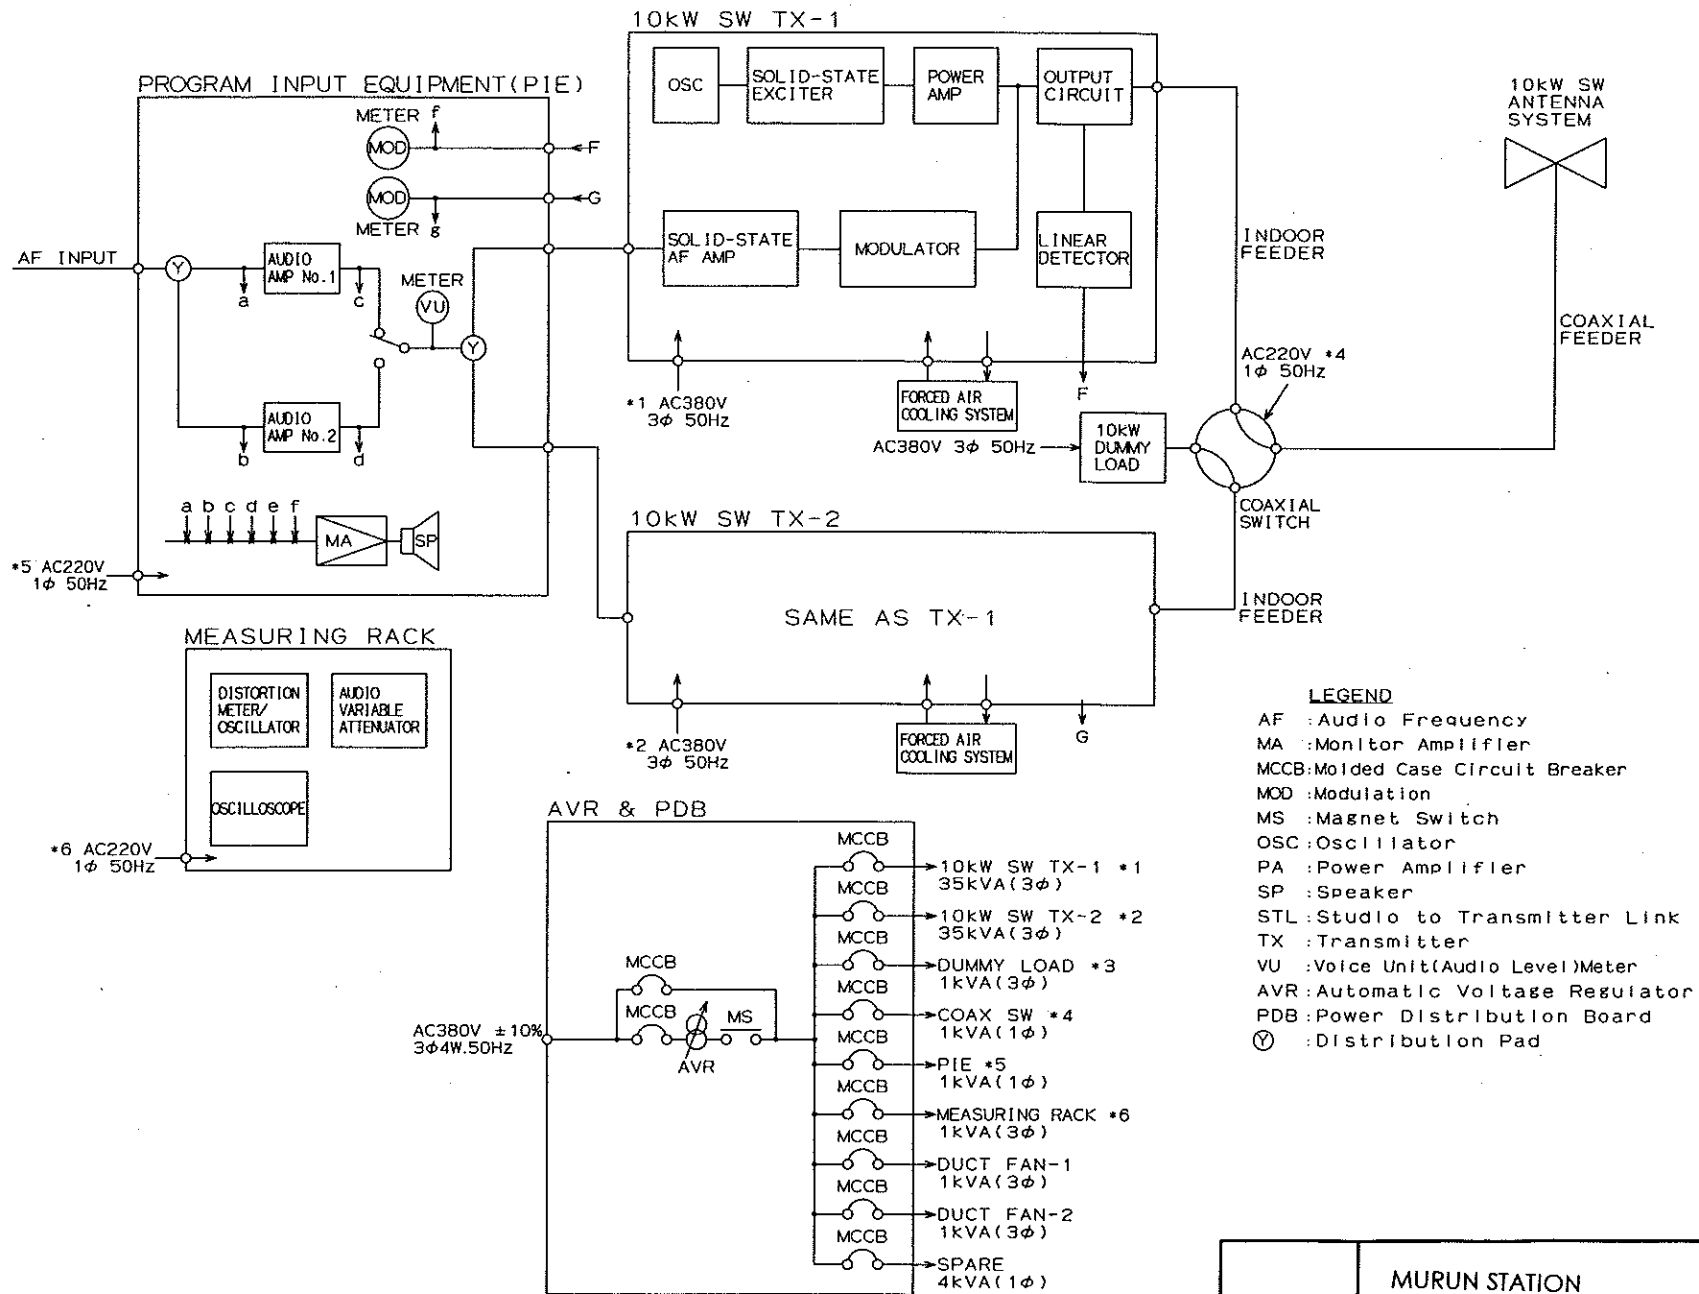 PROGRAM INPUT EQUIPMENT(PIE)
METER f
MOD
F
MOD
G
METER g
AF INPUT
Y
AUDIO
AMP No.1
a
c
METER
VU
Y
AUDIO
AMP No.2
b
d
a b c d e f
MA
SP
*5 AC220V
1φ 50Hz
10kW SW TX-1
OSC
SOLID-STATE
EXCITER
POWER
AMP
OUTPUT
CIRCUIT
SOLID-STATE
AF AMP
MODULATOR
LINEAR
DETECTOR
*1 AC380V
3φ 50Hz
FORCED AIR
COOLING SYSTEM
F
INDOOR
FEEDER
10kW SW
ANTENNA
SYSTEM
COAXIAL
FEEDER
AC220V *4
1φ 50Hz
AC380V 3φ 50Hz
10kW
DUMMY
LOAD
COAXIAL
SWITCH
10kW SW TX-2
SAME AS TX-1
INDOOR
FEEDER
*2 AC380V
3φ 50Hz
FORCED AIR
COOLING SYSTEM
G
MEASURING RACK
DISTORTION
METER/
OSCILLATOR
AUDIO
VARIABLE
ATTENUATOR
OSCILLOSCOPE
*6 AC220V
1φ 50Hz
AVR & PDB
AC380V ±10%
3φ4W.50Hz
MCCB
MCCB
AVR
MS
MCCB
10kW SW TX-1 *1
35kVA(3φ)
MCCB
10kW SW TX-2 *2
35kVA(3φ)
MCCB
DUMMY LOAD *3
1kVA(3φ)
MCCB
COAX SW *4
1kVA(1φ)
MCCB
PIE *5
1kVA(1φ)
MCCB
MEASURING RACK *6
1kVA(3φ)
MCCB
DUCT FAN-1
1kVA(3φ)
MCCB
DUCT FAN-2
1kVA(3φ)
MCCB
SPARE
4kVA(1φ)
LEGEND
AF :Audio Frequency
MA :Monitor Amplifier
MCCB:Molded Case Circuit Breaker
MOD :Modulation
MS :Magnet Switch
OSC :Oscillator
PA :Power Amplifier
SP :Speaker
STL :Studio to Transmitter Link
TX :Transmitter
VU :Voice Unit(Audio Level)Meter
AVR :Automatic Voltage Regulator
PDB :Power Distribution Board
Y :Distribution Pad
MURUN STATION